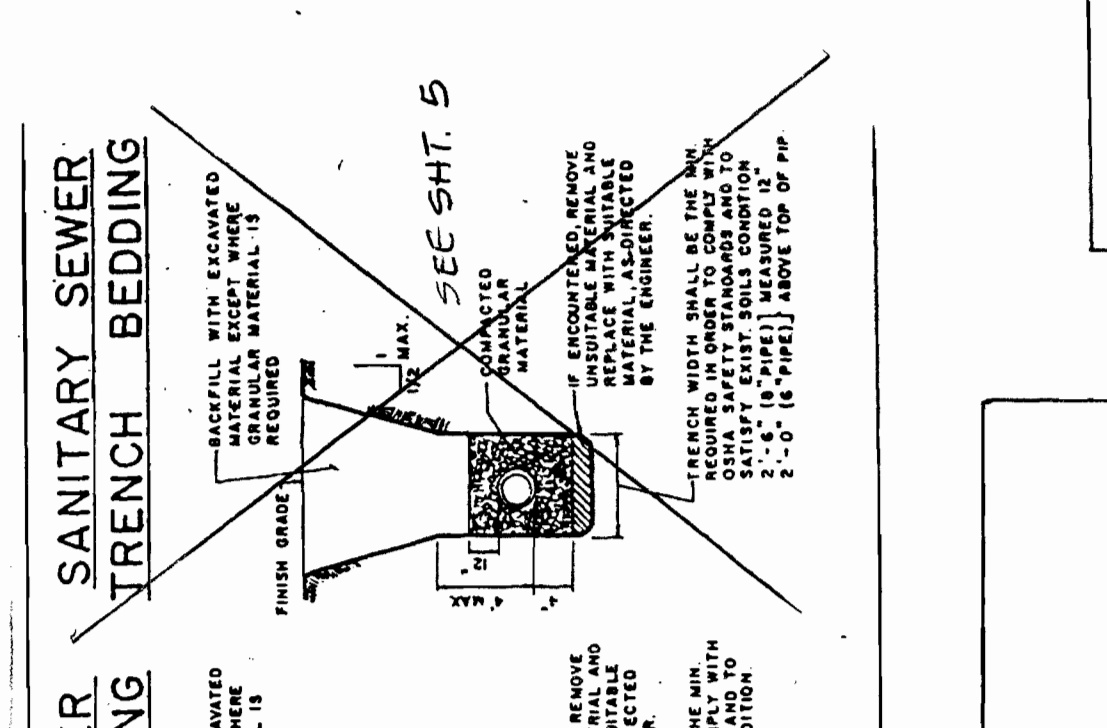 SANITARY SEWER
TRENCH BEDDING
BACKFILL WITH EXCAVATED
MATERIAL EXCEPT WHERE
GRANULAR MATERIAL IS
REQUIRED
FINISH GRADE
1
1/2
MAX.
SEE SHT. 5
COMPACTED
GRANULAR
MATERIAL
12"
4' MAX
4"
IF ENCOUNTERED, REMOVE
UNSUITABLE MATERIAL AND
REPLACE WITH SUITABLE
MATERIAL, AS DIRECTED
BY THE ENGINEER.
TRENCH WIDTH SHALL BE THE MIN.
REQUIRED IN ORDER TO COMPLY WITH
OSHA SAFETY STANDARDS AND TO
SATISFY EXIST. SOILS CONDITION
2'-6" (8" PIPE)] MEASURED 12"
2'-0" (6" PIPE)] ABOVE TOP OF PIP
ER
NG
AVATED
HERE
L IS
REMOVE
RIAL AND
ITABLE
ECTED
R.
HE MIN.
PLY WITH
AND TO
DITION.